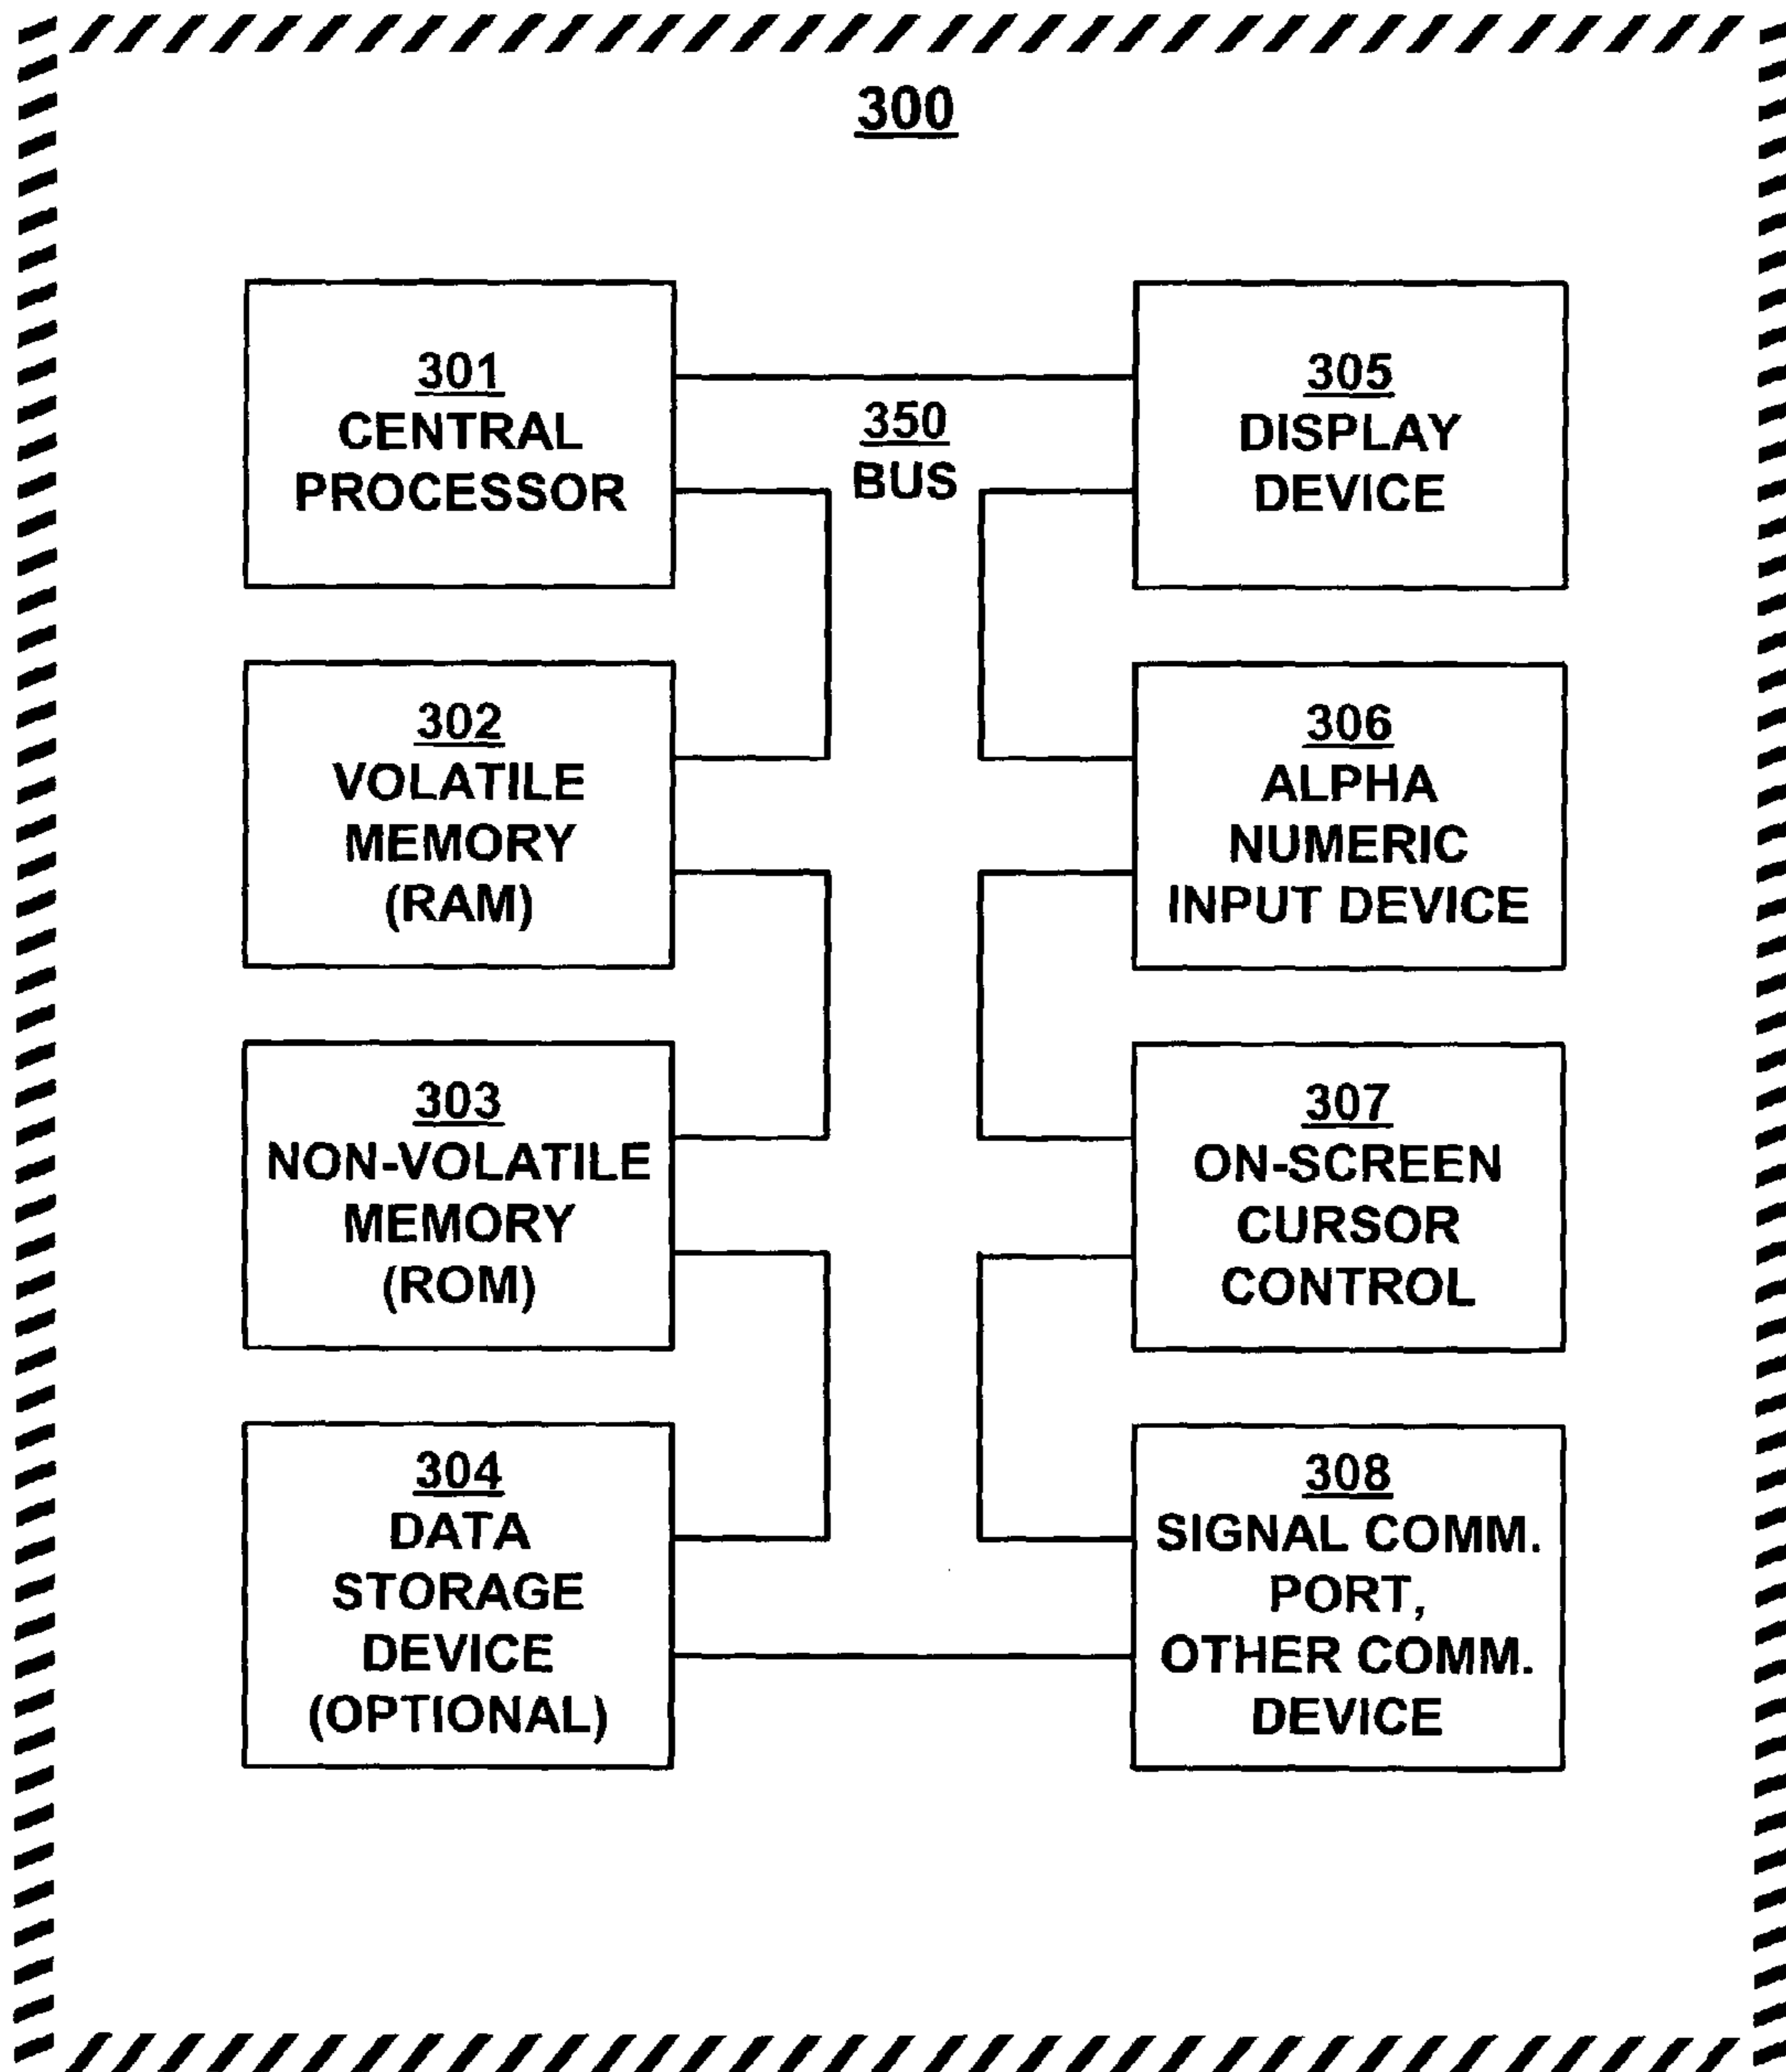 300
301
CENTRAL
PROCESSOR
350
BUS
305
DISPLAY
DEVICE
302
VOLATILE
MEMORY
(RAM)
306
ALPHA
NUMERIC
INPUT DEVICE
303
NON-VOLATILE
MEMORY
(ROM)
307
ON-SCREEN
CURSOR
CONTROL
304
DATA
STORAGE
DEVICE
(OPTIONAL)
308
SIGNAL COMM.
PORT,
OTHER COMM.
DEVICE